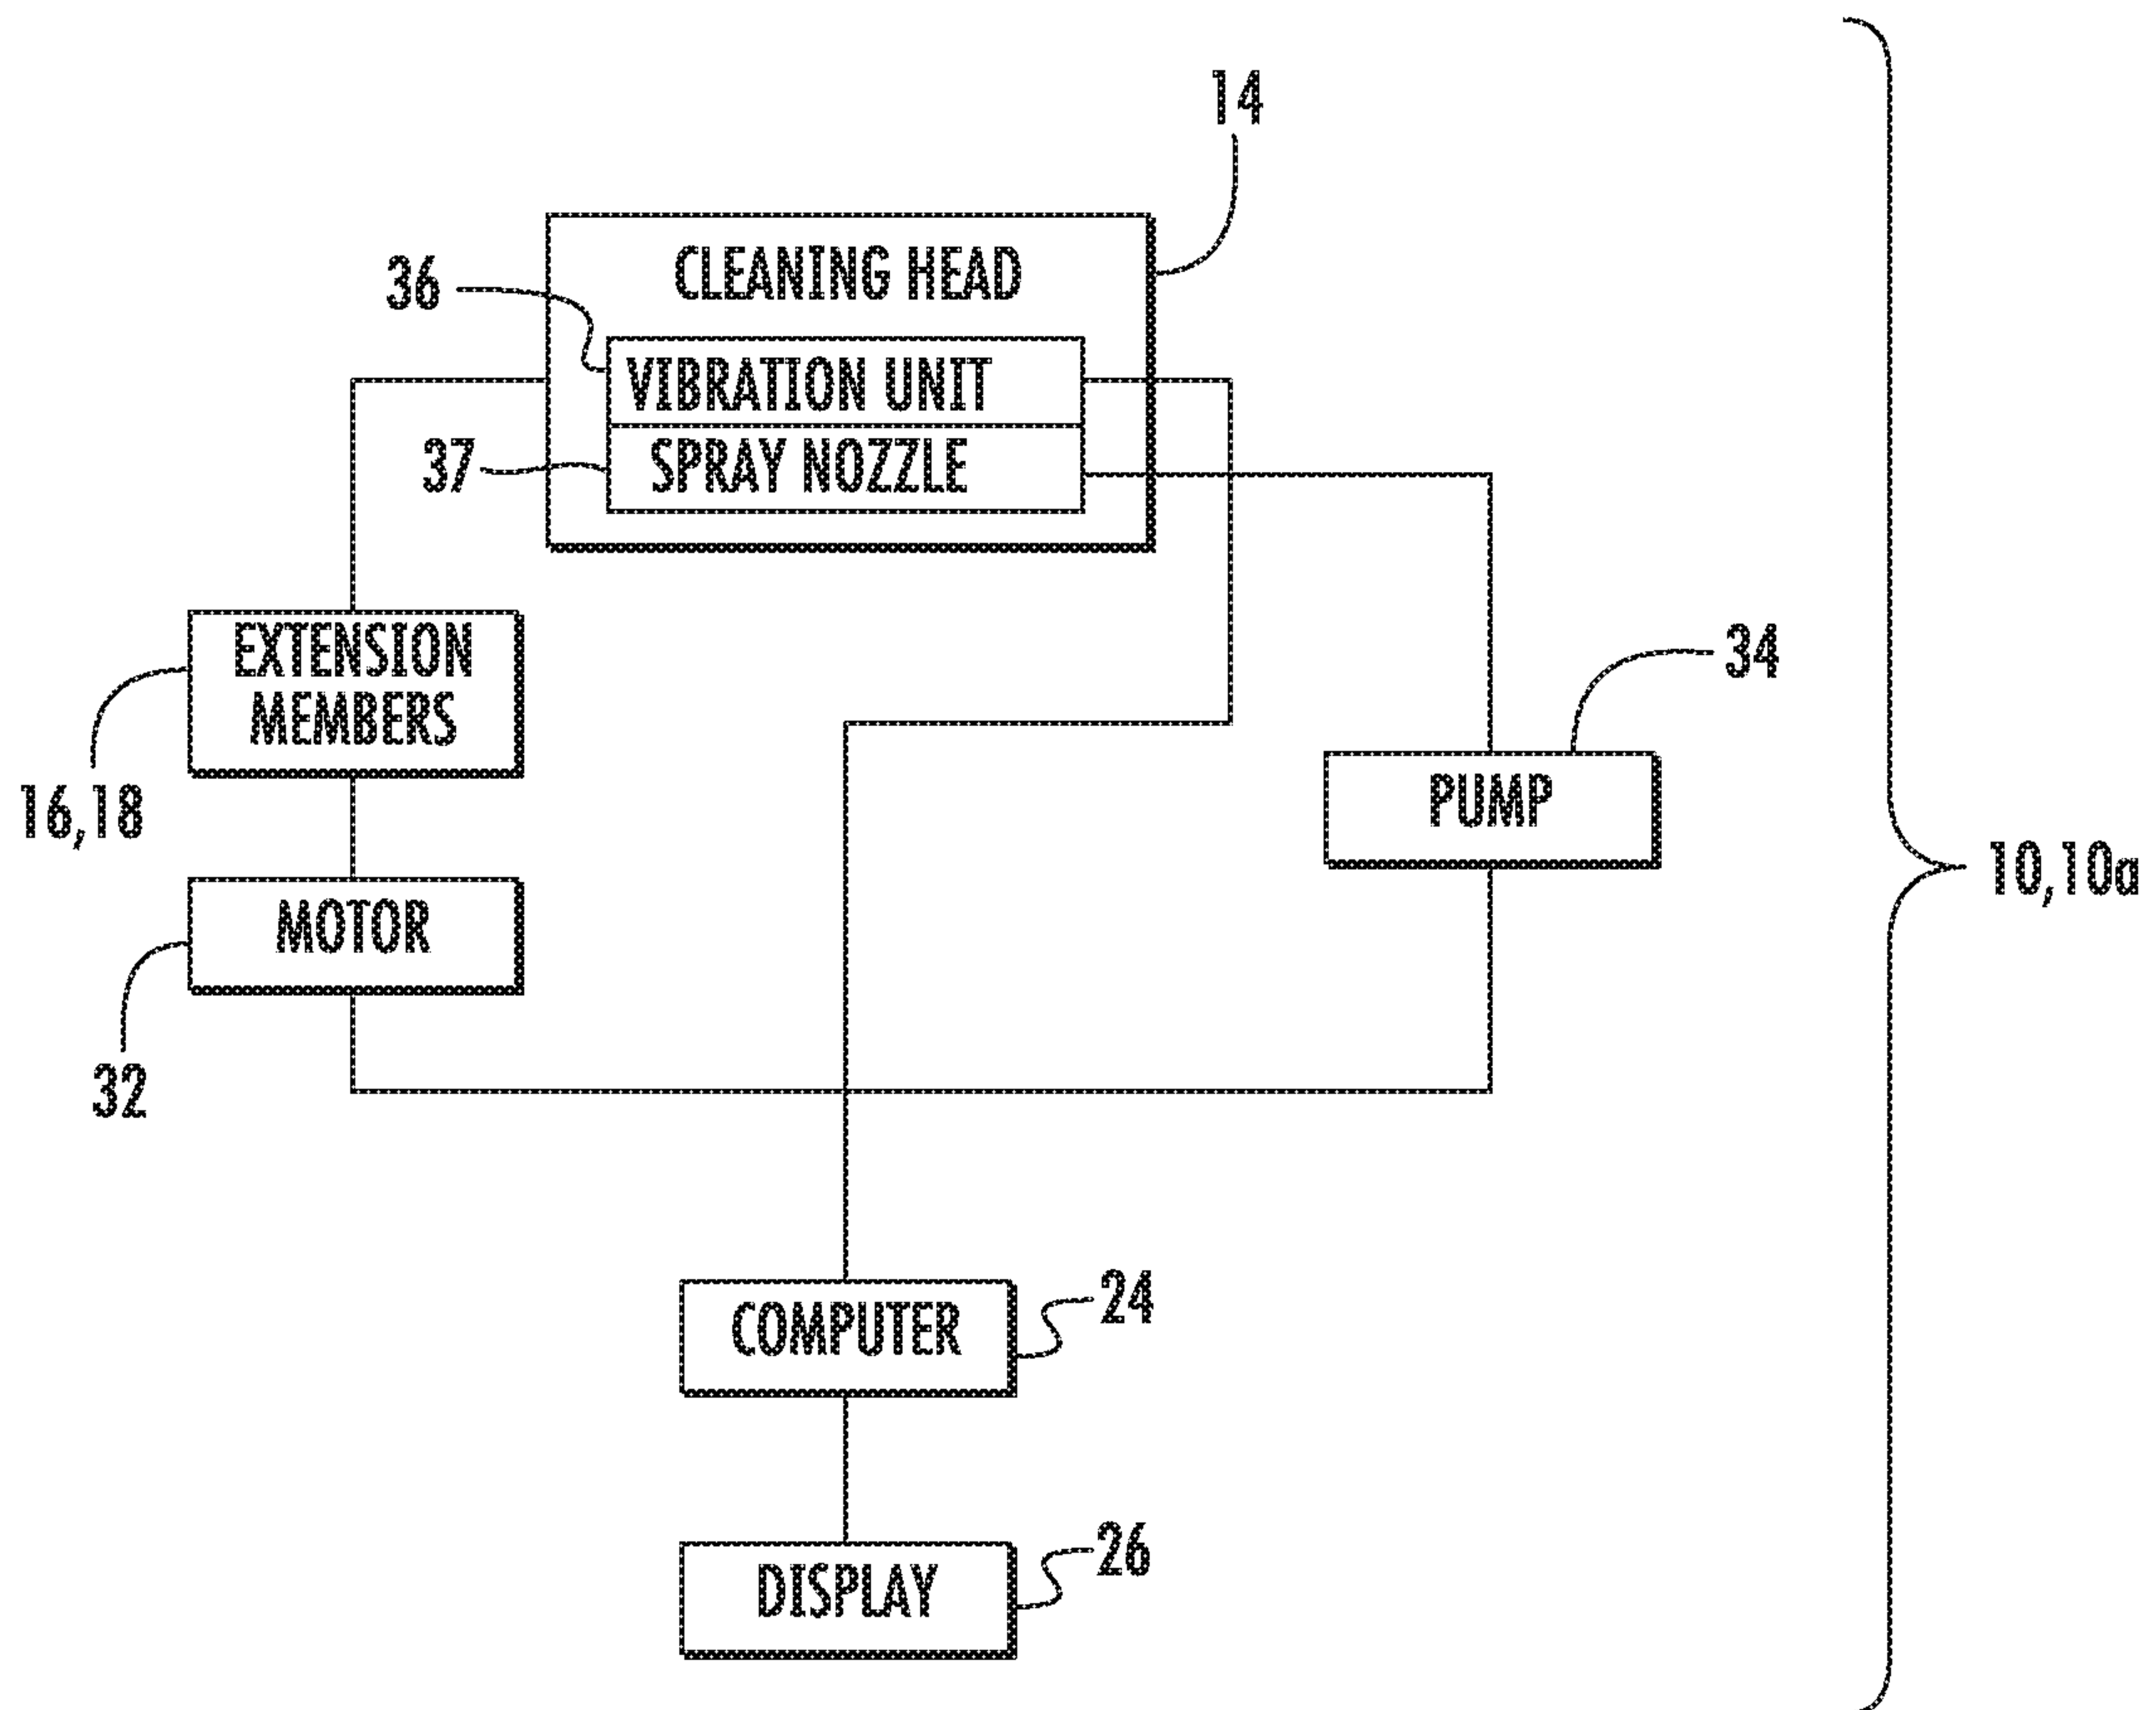 14
CLEANING HEAD
36
VIBRATION UNIT
37
SPRAY NOZZLE
EXTENSION
MEMBERS
34
16,18
PUMP
10,10a
MOTOR
32
COMPUTER
24
DISPLAY
26